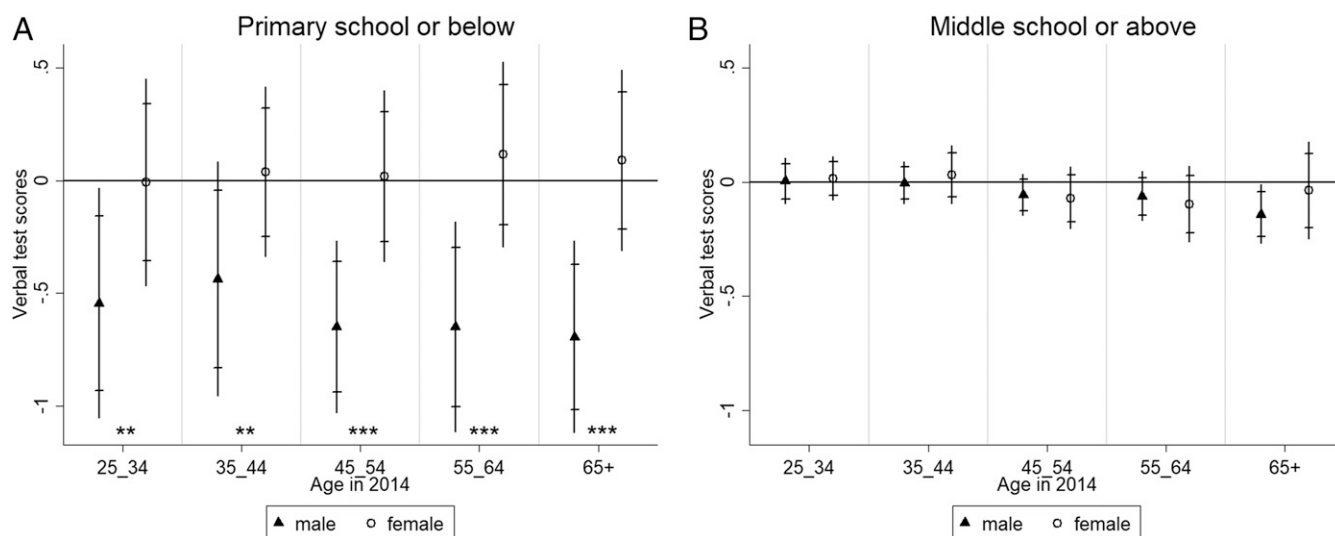 A
Primary school or below
Verbal test scores
.5
0
-.5
-1
** ** *** *** ***
25_34 35_44 45_54 55_64 65+
Age in 2014
male female
B
Middle school or above
Verbal test scores
.5
0
-.5
-1
25_34 35_44 45_54 55_64 65+
Age in 2014
male female